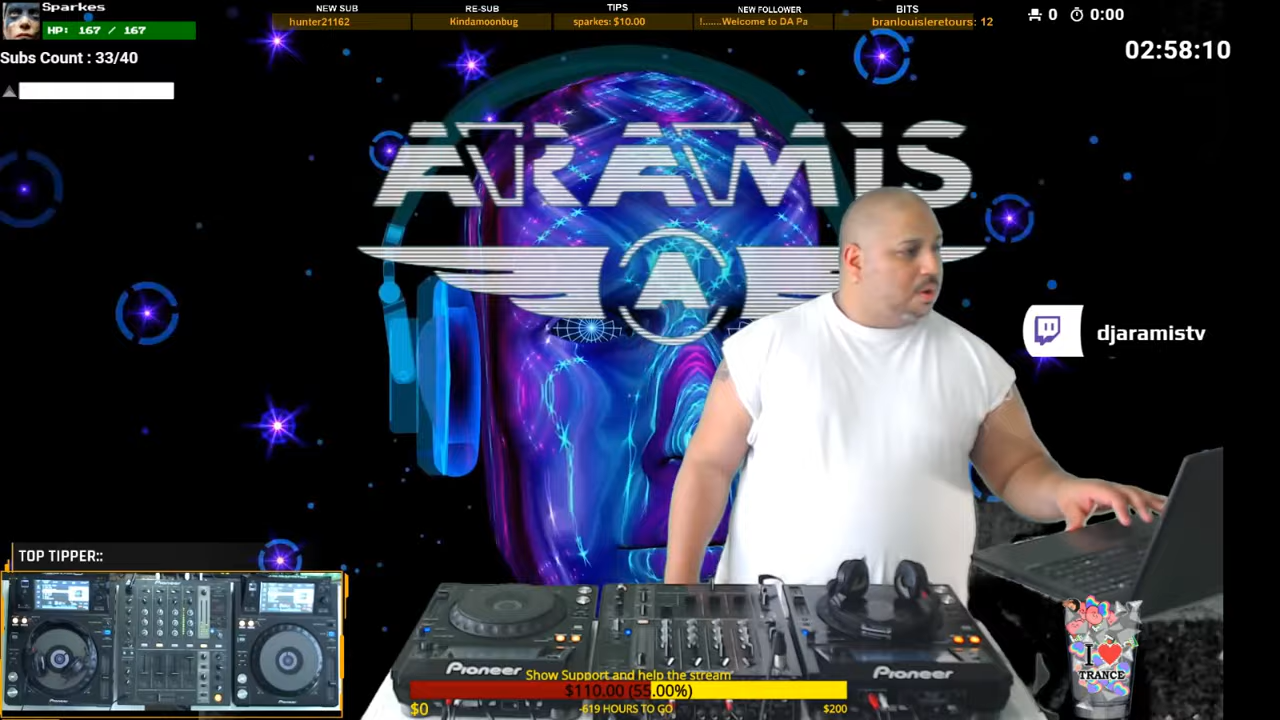 Sparkes
HP: 167 / 167
Subs Count : 33/40
NEW SUB
hunter21162
RE-SUB
Kindamoonbug
TIPS
sparkes: $10.00
NEW FOLLOWER
!.......Welcome to DA Pa
BITS
branlouisleretours: 12
0
0:00
02:58:10
ARAMIS
A
djaramistv
TOP TIPPER::
Pioneer
Pioneer
I
TRANCE
Show Support and help the stream
$110.00 (55.00%)
$0
-619 HOURS TO GO
$200